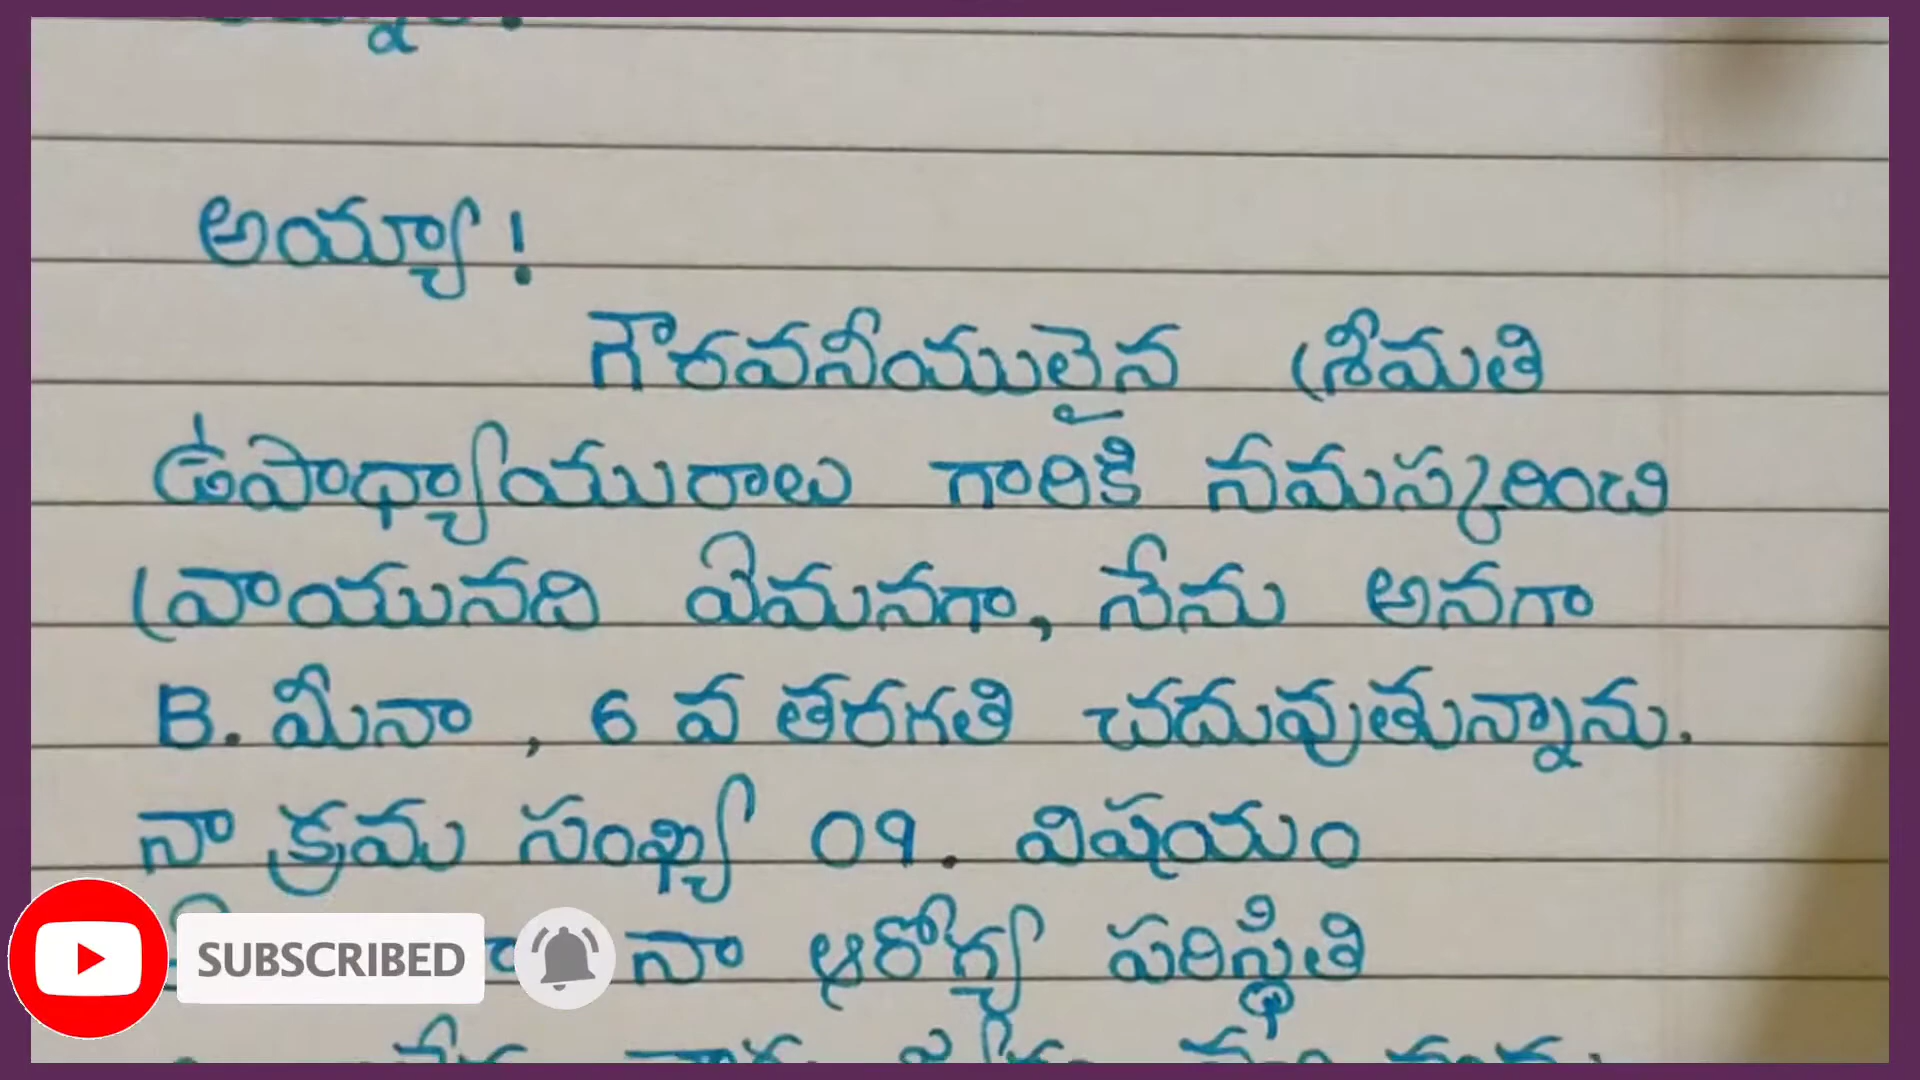 అయ్యా!
గౌరవనీయులైన శ్రీమతి
ఉపాధ్యాయురాలు గారికి నమస్కరించి
వ్రాయునది ఏమనగా, నేను అనగా
B. మీనా, 6 వ తరగతి చదువుతున్నాను.
నా క్రమ సంఖ్య 09. విషయం
నా ఆరోగ్య పరిస్థితి
SUBSCRIBED